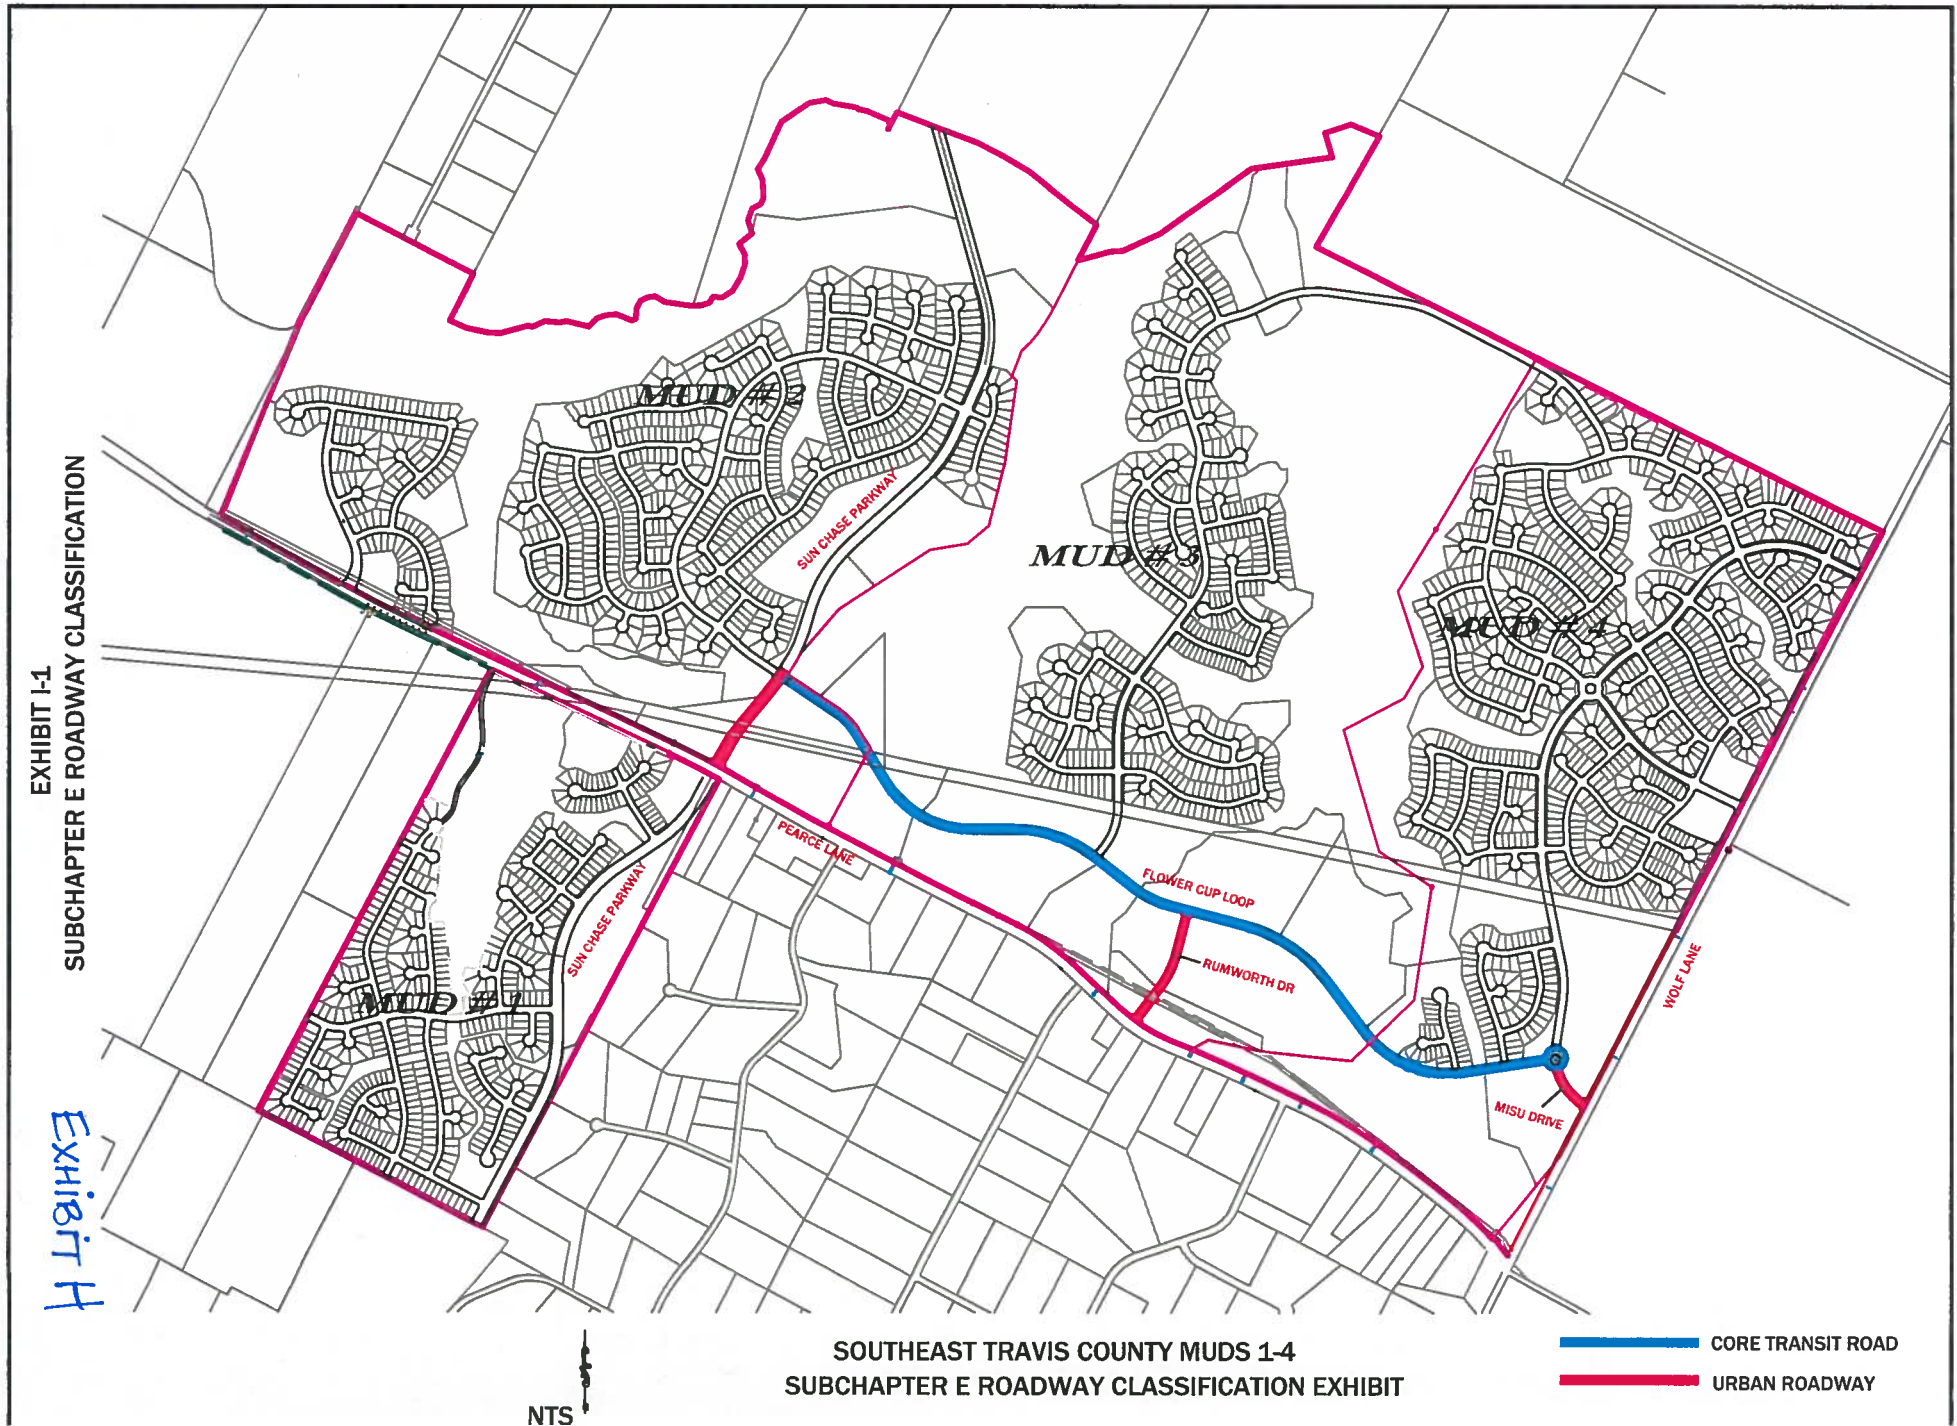 EXHIBIT I-1
SUBCHAPTER E ROADWAY CLASSIFICATION
EXHIBIT H
MUD # 2
SUN CHASE PARKWAY
MUD # 3
MUD # 4
PEARCE LANE
FLOWER CUP LOOP
SUN CHASE PARKWAY
RUMWORTH DR
WOLF LANE
MUD # 1
MISU DRIVE
SOUTHEAST TRAVIS COUNTY MUDS 1-4
SUBCHAPTER E ROADWAY CLASSIFICATION EXHIBIT
NTS
CORE TRANSIT ROAD
URBAN ROADWAY